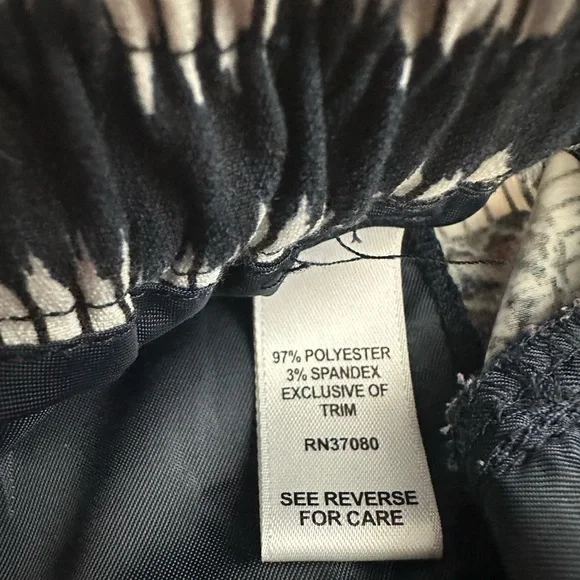 97% POLYESTER
3% SPANDEX
EXCLUSIVE OF
TRIM
RN37080
SEE REVERSE
FOR CARE